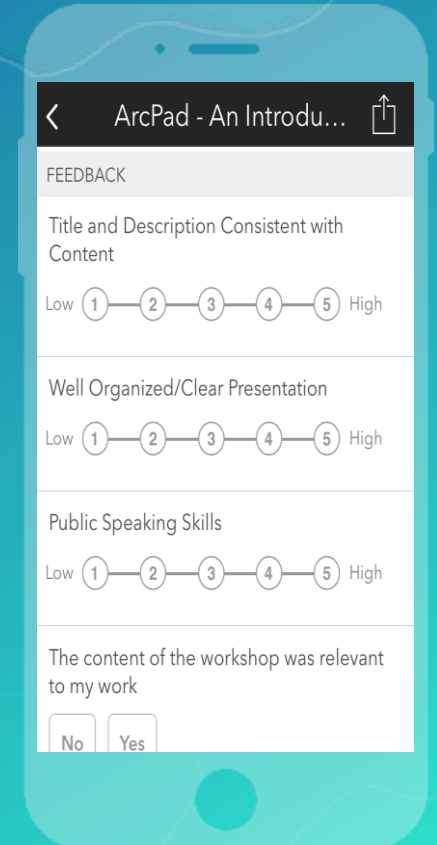 ArcPad - An Introdu...
FEEDBACK
Title and Description Consistent with
Content
Low 1 2 3 4 5 High
Well Organized/Clear Presentation
Low 1 2 3 4 5 High
Public Speaking Skills
Low 1 2 3 4 5 High
The content of the workshop was relevant
to my work
No Yes